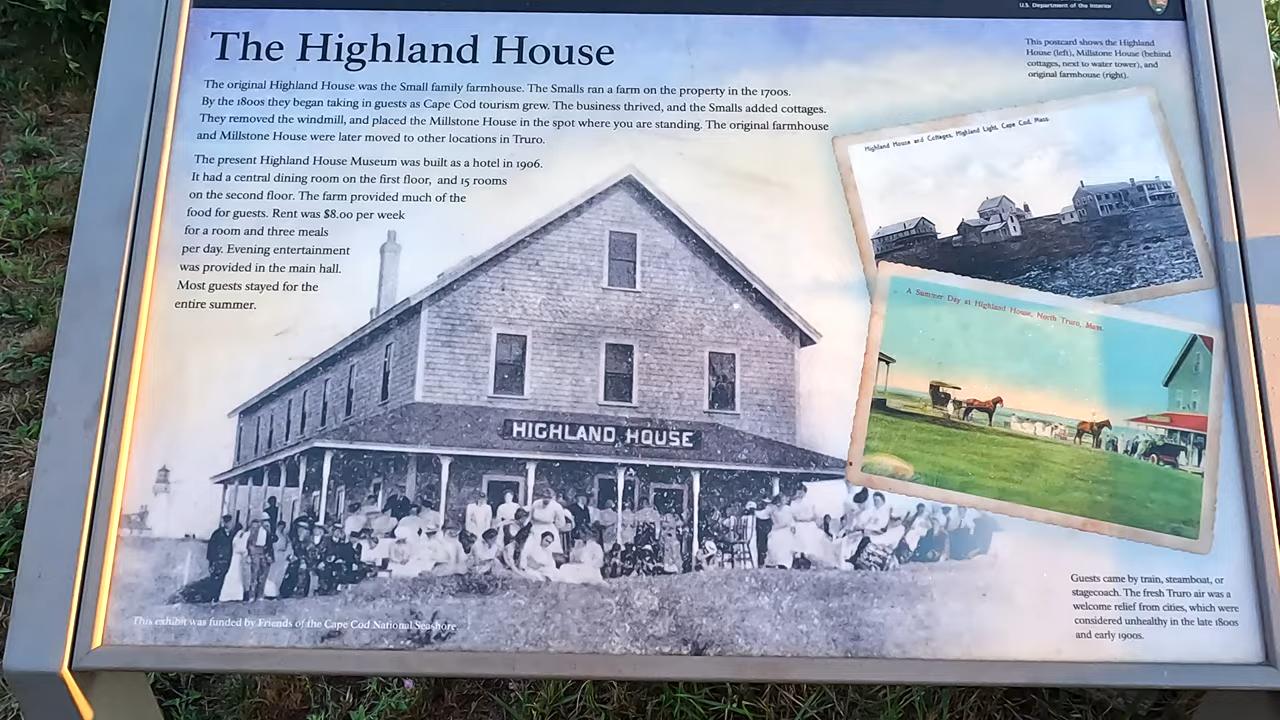 U.S. Department of the Interior
The Highland House
The original Highland House was the Small family farmhouse. The Smalls ran a farm on the property in the 1700s.
By the 1800s they began taking in guests as Cape Cod tourism grew. The business thrived, and the Smalls added cottages.
They removed the windmill, and placed the Millstone House in the spot where you are standing. The original farmhouse
and Millstone House were later moved to other locations in Truro.
The present Highland House Museum was built as a hotel in 1906.
It had a central dining room on the first floor, and 15 rooms
on the second floor. The farm provided much of the
food for guests. Rent was $8.00 per week
for a room and three meals
per day. Evening entertainment
was provided in the main hall.
Most guests stayed for the
entire summer.
This postcard shows the Highland
House (left), Millstone House (behind
cottages, next to water tower), and
original farmhouse (right).
Highland House and Cottages, Highland Light, Cape Cod, Mass.
A Summer Day at Highland House, North Truro, Mass.
HIGHLAND HOUSE
Guests came by train, steamboat, or
stagecoach. The fresh Truro air was a
welcome relief from cities, which were
considered unhealthy in the late 1800s
and early 1900s.
This exhibit was funded by Friends of the Cape Cod National Seashore.